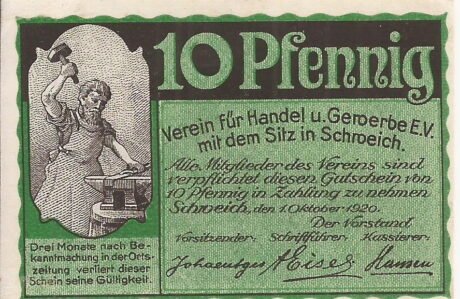 10 Pfennig
Verein für Handel u. Gewerbe E.V.
mit dem Sitz in Schweich.
Alle Mitglieder des Vereins sind
verpflichtet diesen Gutschein von
10 Pfennig in Zahlung zu nehmen
Schweich, den 1. Oktober 1920.
Der Vorstand
Vorsitzender: Schriftführer: Kassierer:
Hansen
Drei Monate nach Be-
kanntmachung in der Orts-
zeitung verliert dieser
Schein seine Gültigkeit.